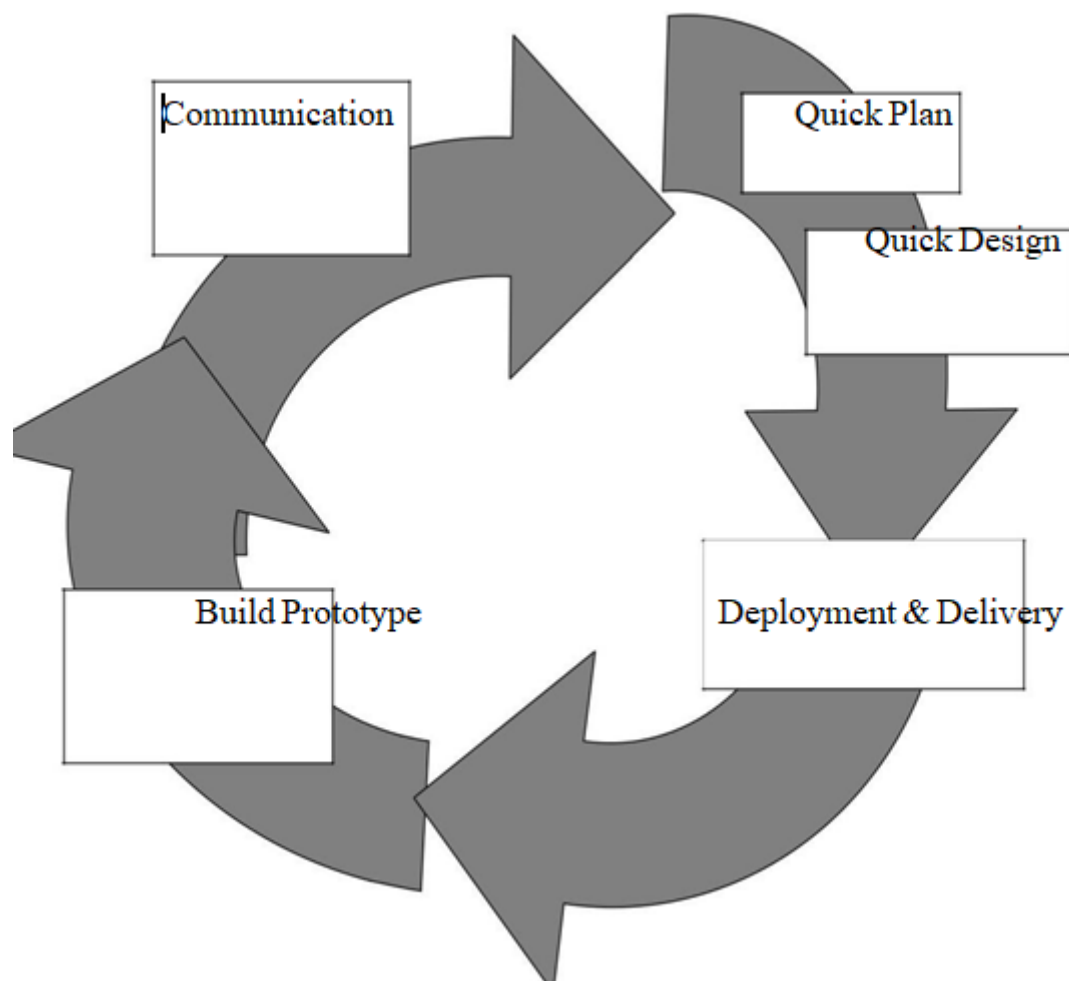 Communication
Quick Plan
Quick Design
Deployment & Delivery
Build Prototype